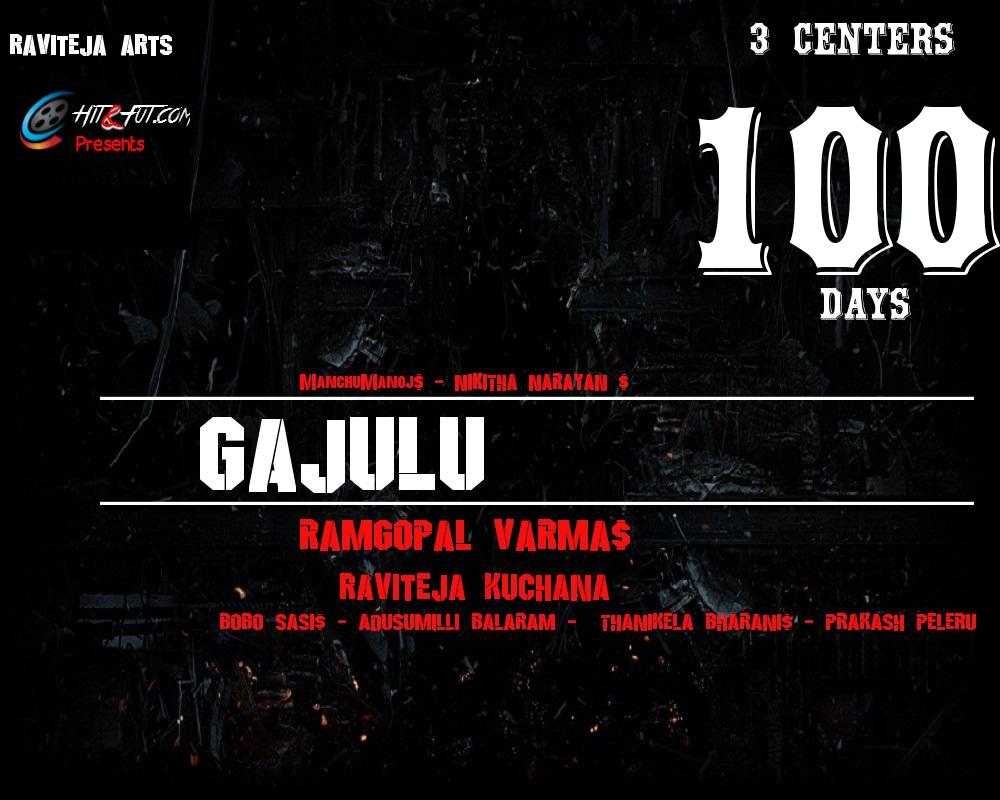 RAVITEJA ARTS
3 CENTERS
HIT&FUT.COM
Presents
100
DAYS
MANCHUMANOJ$ - NIKITHA NARAYAN $
GAJULU
RAMGOPAL VARMA$
RAVITEJA KUCHANA
BOBO SASI$ - ADUSUMILLI BALARAM - THANIKELA BHARANI$ - PRAKASH PELERU